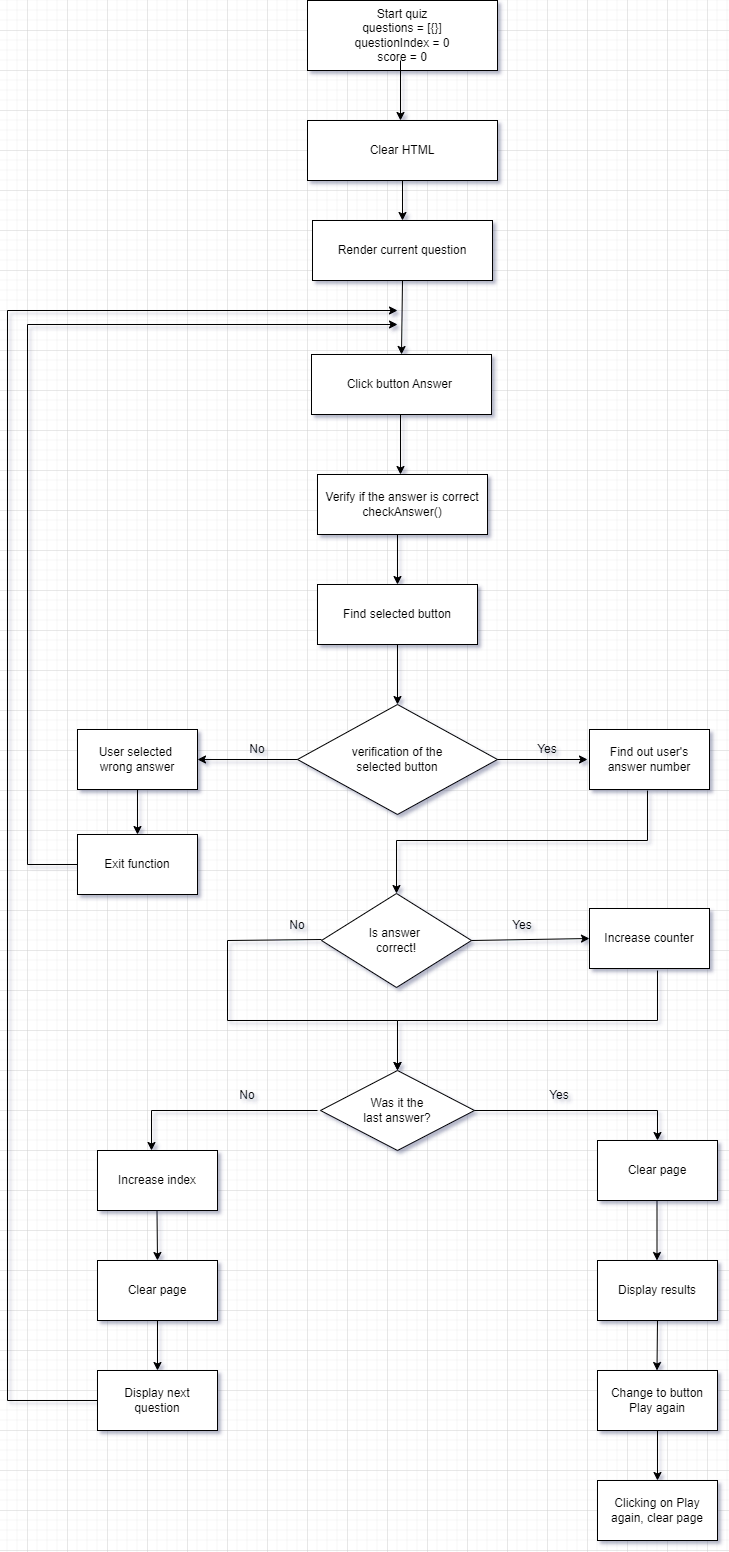 Start quiz
questions = [{}]
questionIndex = 0
score = 0
Clear HTML
Render current question
Click button Answer
Verify if the answer is correct
checkAnswer()
Find selected button
verification of the
selected button
No
Yes
User selected
wrong answer
Find out user's
answer number
Exit function
Is answer
correct!
No
Yes
Increase counter
Was it the
last answer?
No
Yes
Increase index
Clear page
Clear page
Display results
Display next
question
Change to button
Play again
Clicking on Play
again, clear page